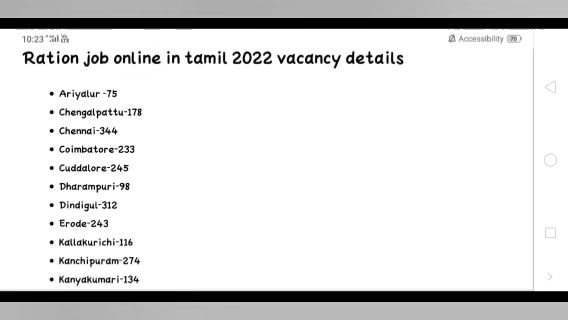 10:23
Accessibility 70
Ration job online in tamil 2022 vacancy details
• Ariyalur -75
• Chengalpattu-178
• Chennai-344
• Coimbatore-233
• Cuddalore-245
• Dharampuri-98
• Dindigul-312
• Erode-243
• Kallakurichi-116
• Kanchipuram-274
• Kanyakumari-134